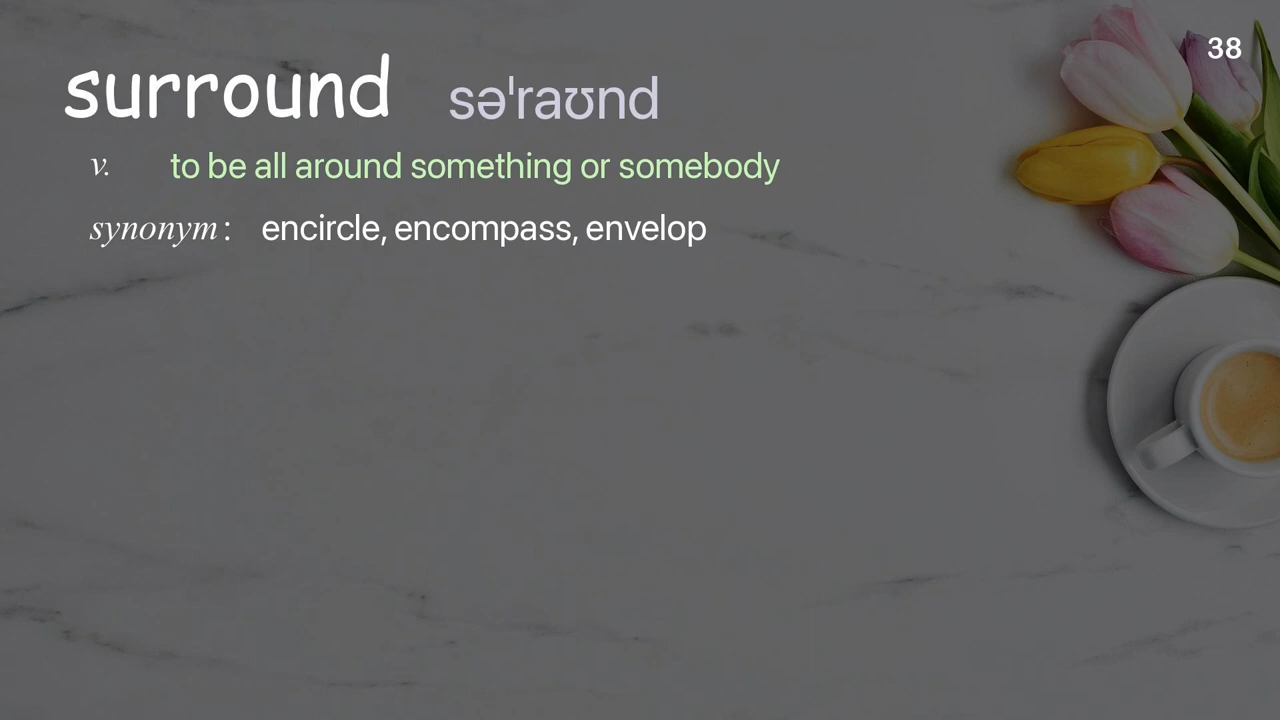 38
surround səˈraʊnd
v. to be all around something or somebody
synonym : encircle, encompass, envelop